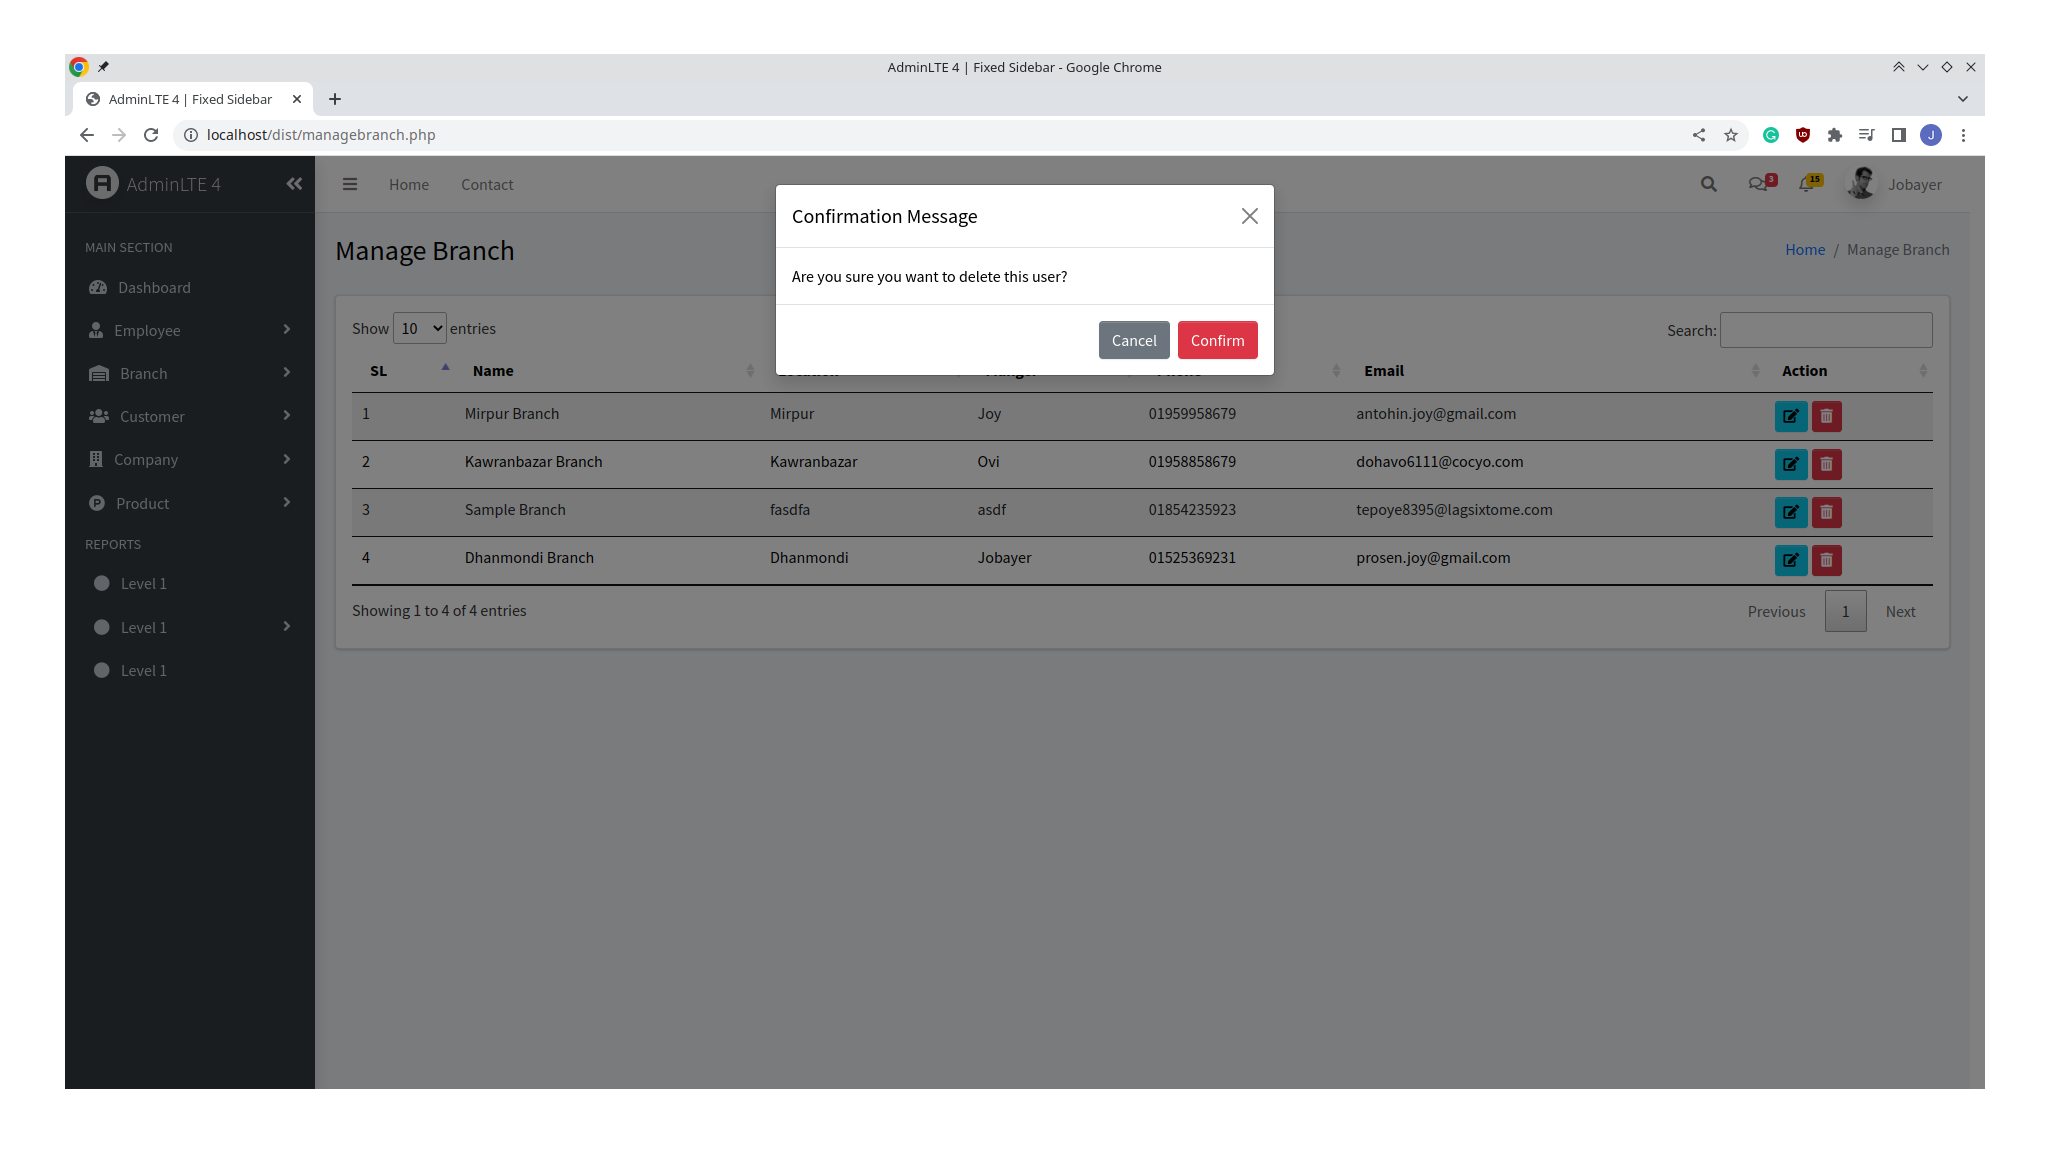 AdminLTE 4 | Fixed Sidebar - Google Chrome
AdminLTE 4 | Fixed Sidebar
localhost/dist/managebranch.php
J
AdminLTE 4
Home
Contact
3
15
Jobayer
Confirmation Message
Are you sure you want to delete this user?
Cancel
Confirm
MAIN SECTION
Dashboard
Employee
Branch
Customer
Company
Product
REPORTS
Level 1
Level 1
Level 1
Manage Branch
Home / Manage Branch
Show 10 entries
Search:
SL Name Email Action
1 Mirpur Branch Mirpur Joy 01959958679 antohin.joy@gmail.com
2 Kawranbazar Branch Kawranbazar Ovi 01958858679 dohavo6111@cocyo.com
3 Sample Branch fasdfa asdf 01854235923 tepoye8395@lagsixtome.com
4 Dhanmondi Branch Dhanmondi Jobayer 01525369231 prosen.joy@gmail.com
Showing 1 to 4 of 4 entries
Previous 1 Next